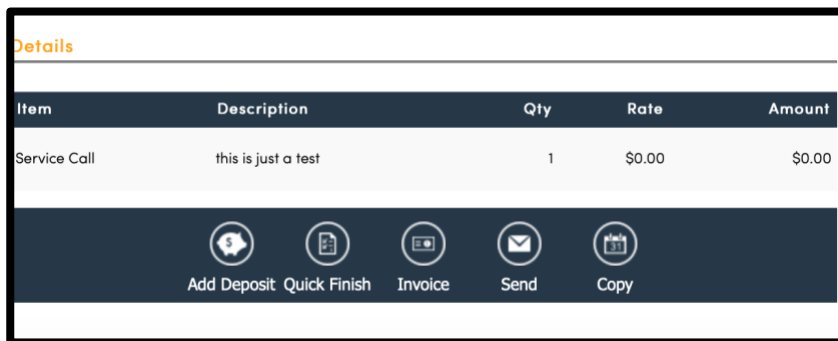 Details
Item Description Qty Rate Amount
Service Call this is just a test 1 $0.00 $0.00
$ 31
Add Deposit Quick Finish Invoice Send Copy